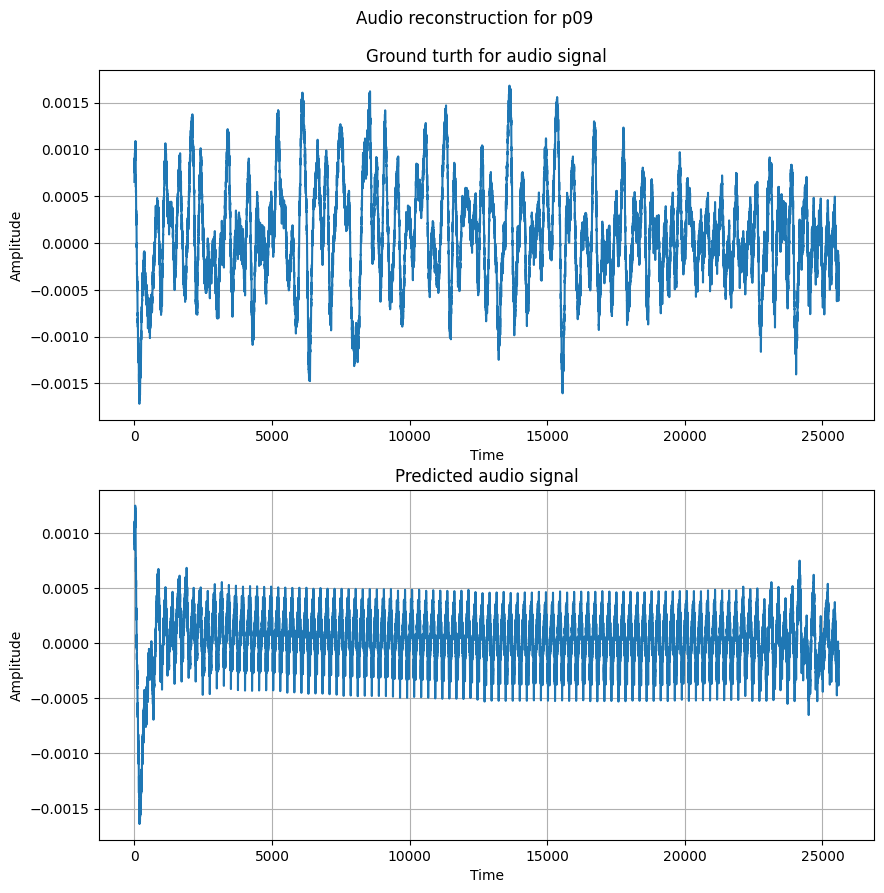 Audio reconstruction for p09
Ground turth for audio signal
0.0015
0.0010
0.0005
0.0000
−0.0005
−0.0010
−0.0015
Amplitude
0 5000 10000 15000 20000 25000
Time
Predicted audio signal
0.0010
0.0005
0.0000
−0.0005
−0.0010
−0.0015
Amplitude
0 5000 10000 15000 20000 25000
Time